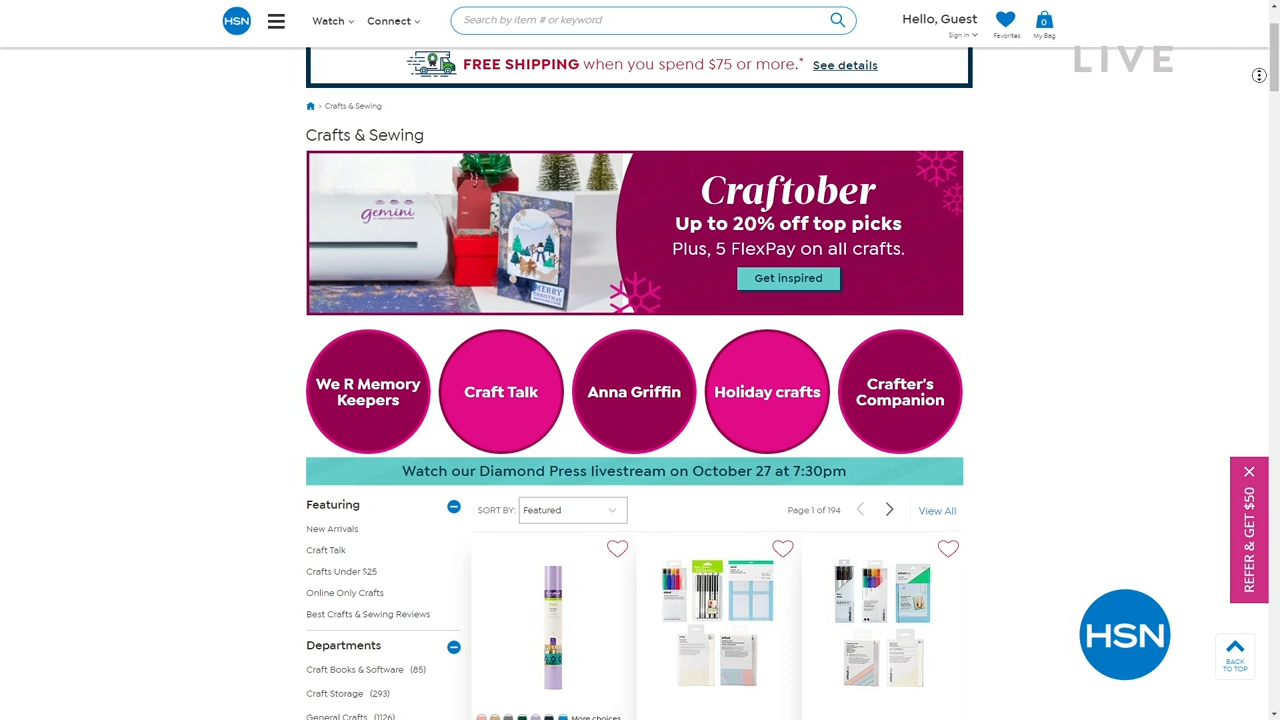 HSN
Watch
Connect
Search by item # or keyword
Hello, Guest
Sign In
Favorites
0
My Bag
LIVE
FREE SHIPPING when you spend $75 or more.* See details
> Crafts & Sewing
Crafts & Sewing
gemini
MERRY
CHRISTMAS
Craftober
Up to 20% off top picks
Plus, 5 FlexPay on all crafts.
Get inspired
We R Memory
Keepers
Craft Talk
Anna Griffin
Holiday crafts
Crafter's
Companion
Watch our Diamond Press livestream on October 27 at 7:30pm
Featuring
New Arrivals
Craft Talk
Crafts Under $25
Online Only Crafts
Best Crafts & Sewing Reviews
Departments
Craft Books & Software (85)
Craft Storage (293)
General Crafts (1126)
SORT BY: Featured
Page 1 of 194
View All
More choices
REFER & GET $50
HSN
BACK
TO TOP